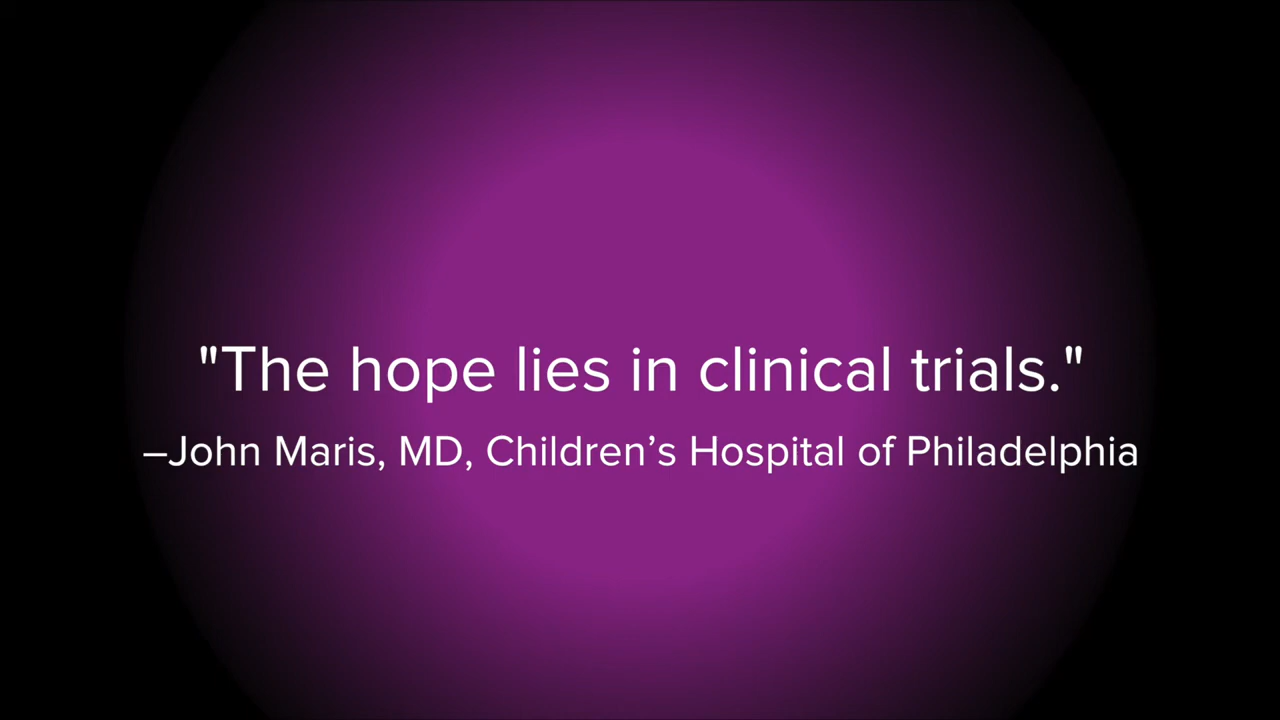 "The hope lies in clinical trials."
–John Maris, MD, Children’s Hospital of Philadelphia